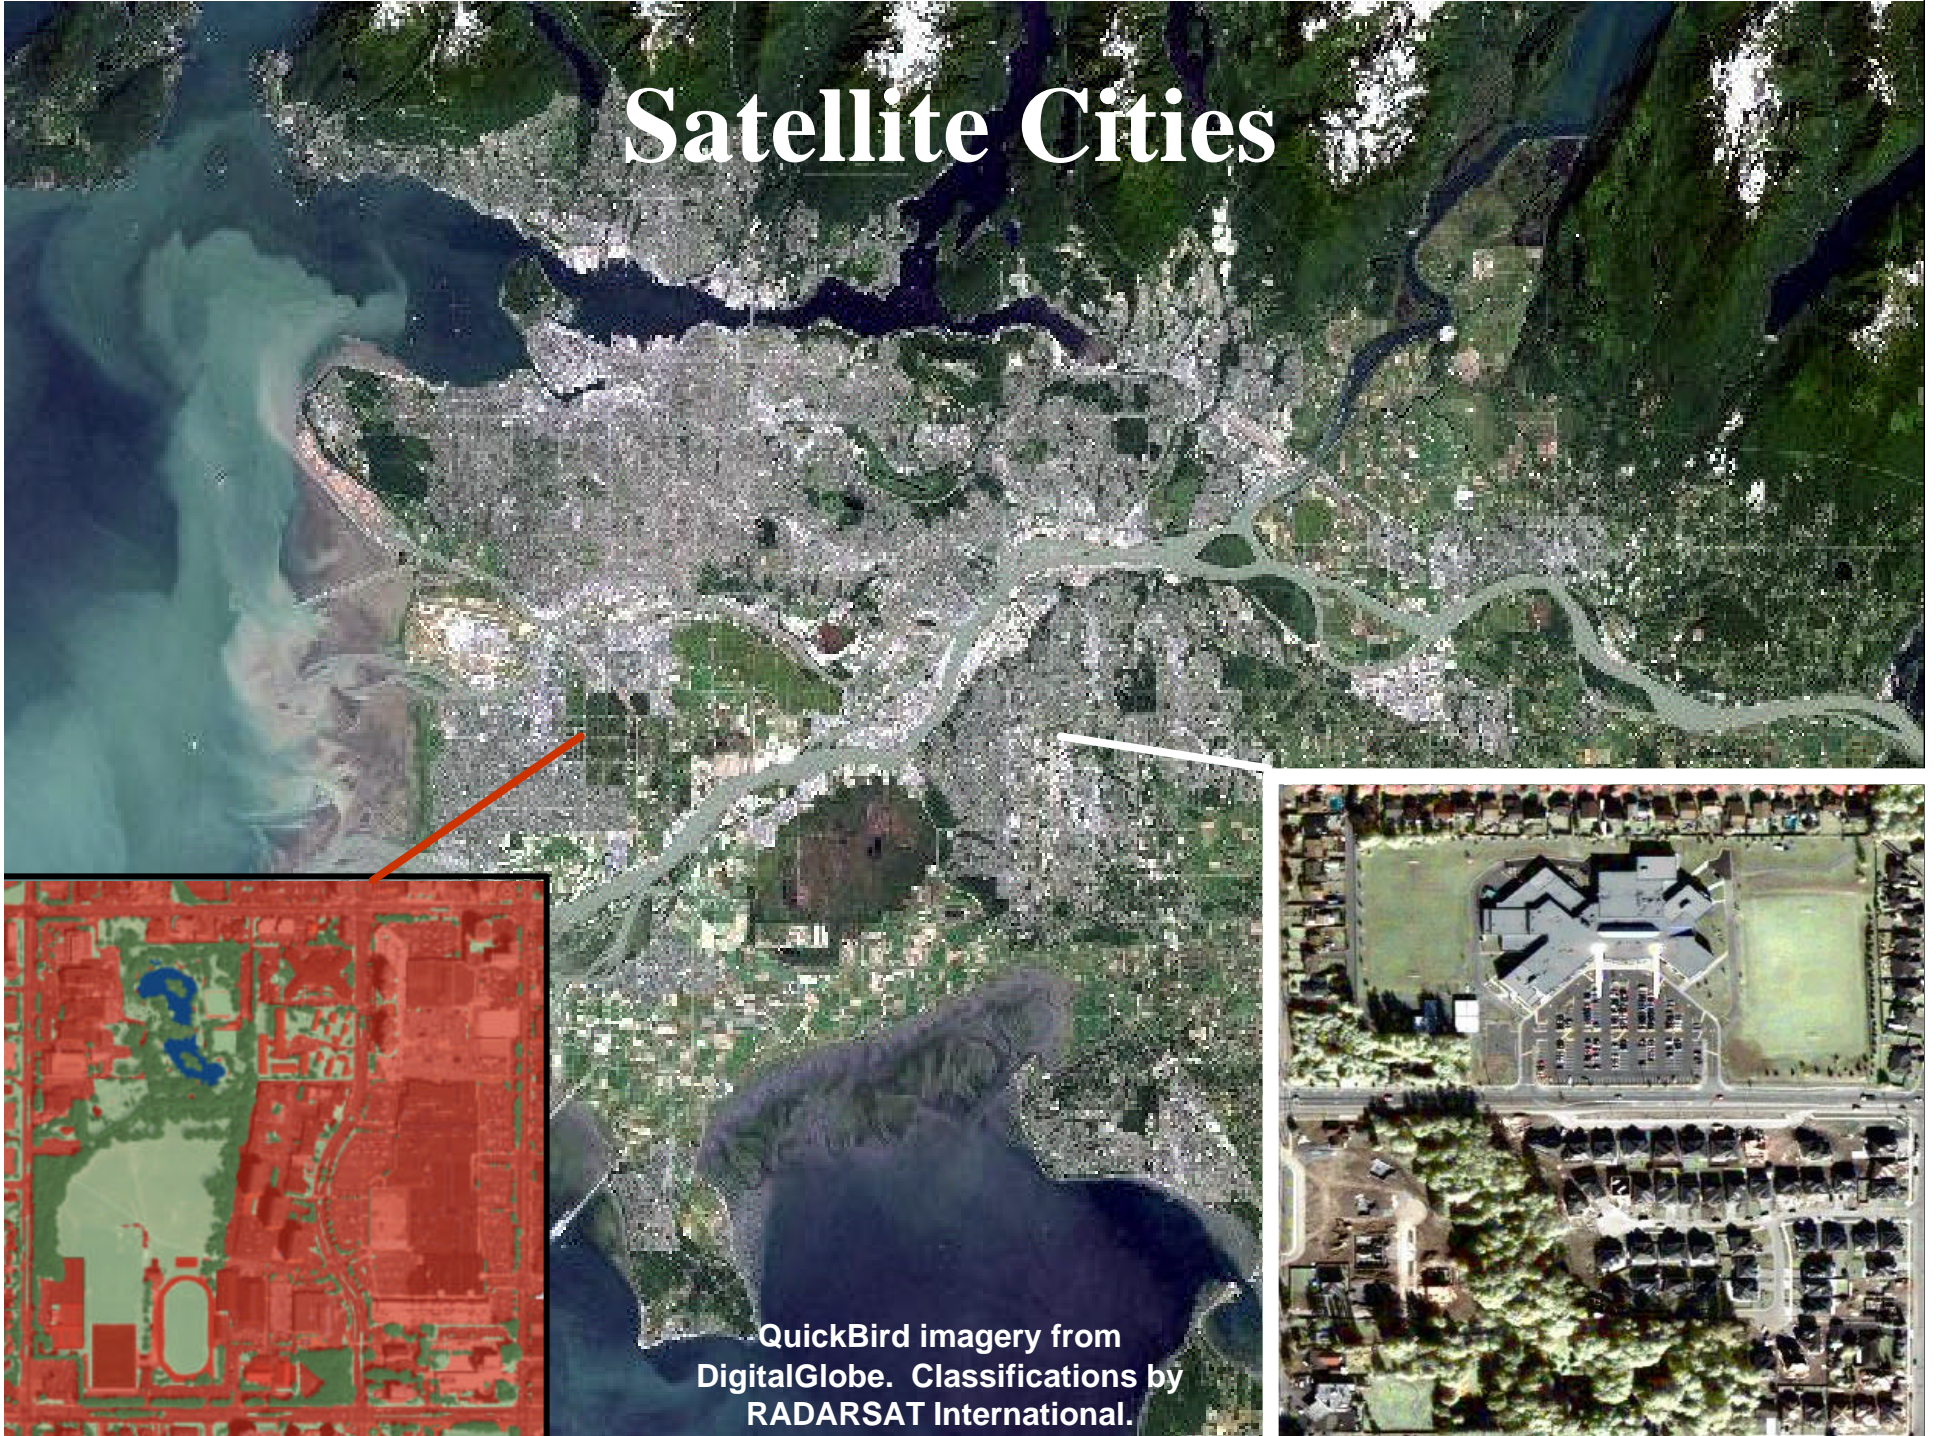 Satellite Cities
QuickBird imagery from
DigitalGlobe.  Classifications by
RADARSAT International.